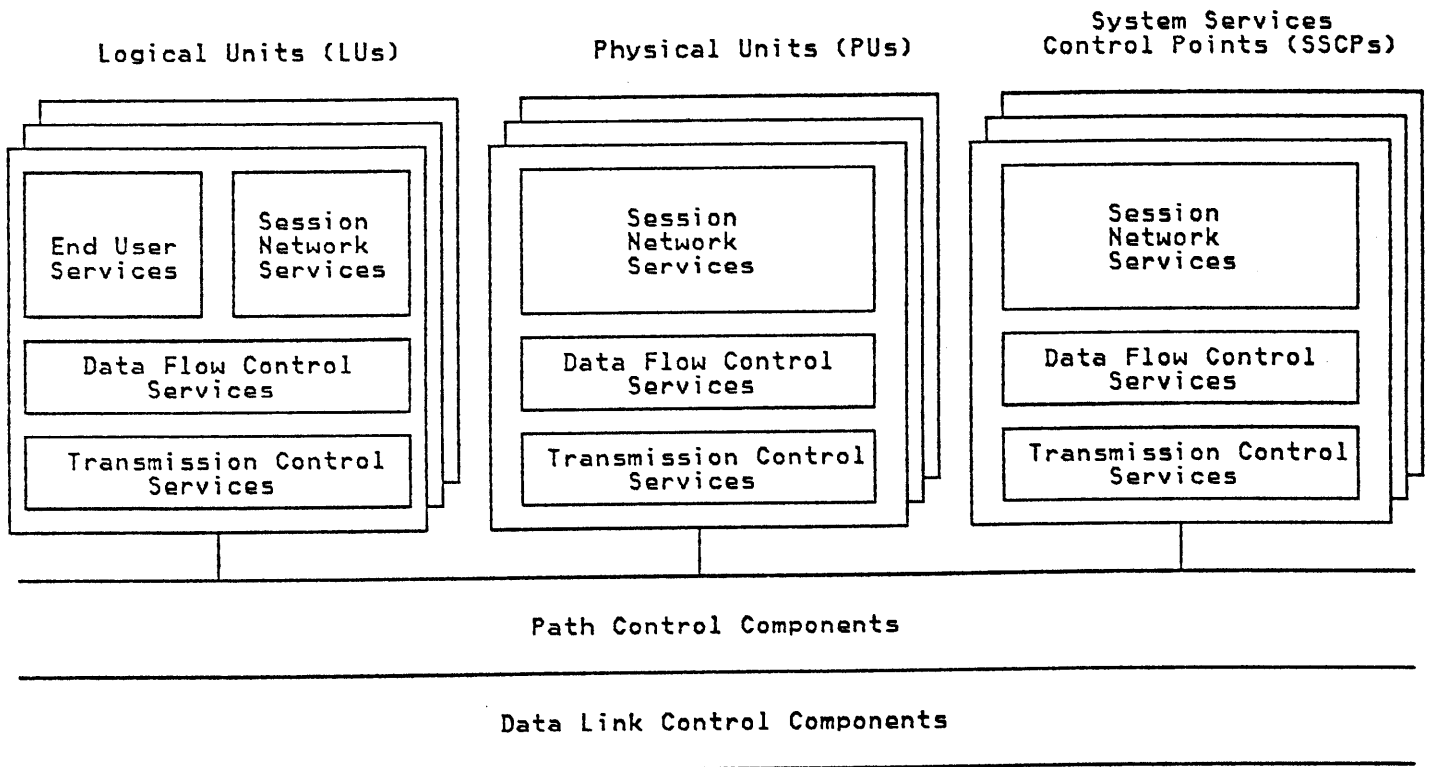 Logical Units (LUs)
Physical Units (PUs)
System Services
Control Points (SSCPs)
End User
Services
Session
Network
Services
Data Flow Control
Services
Transmission Control
Services
Session
Network
Services
Data Flow Control
Services
Transmission Control
Services
Session
Network
Services
Data Flow Control
Services
Transmission Control
Services
Path Control Components
Data Link Control Components